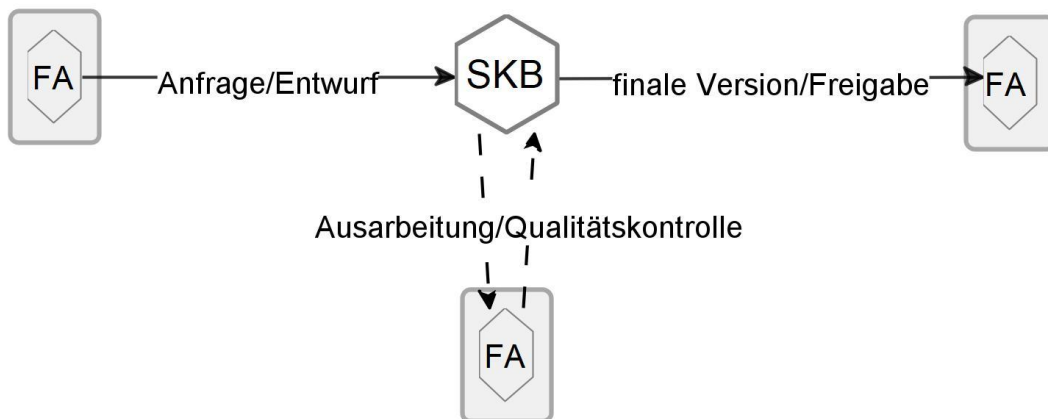 FA
Anfrage/Entwurf
SKB
finale Version/Freigabe
FA
Ausarbeitung/Qualitätskontrolle
FA